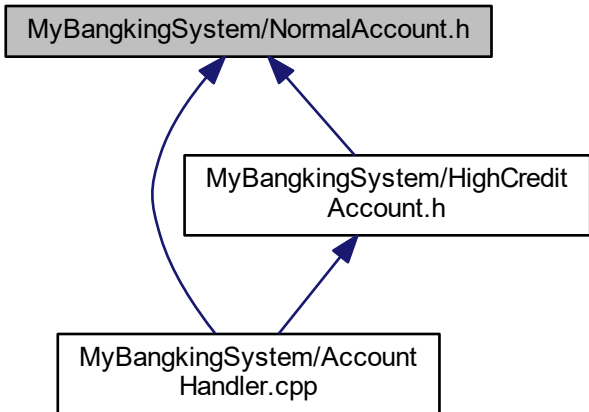 MyBangkingSystem/NormalAccount.h
MyBangkingSystem/HighCredit
Account.h
MyBangkingSystem/Account
Handler.cpp